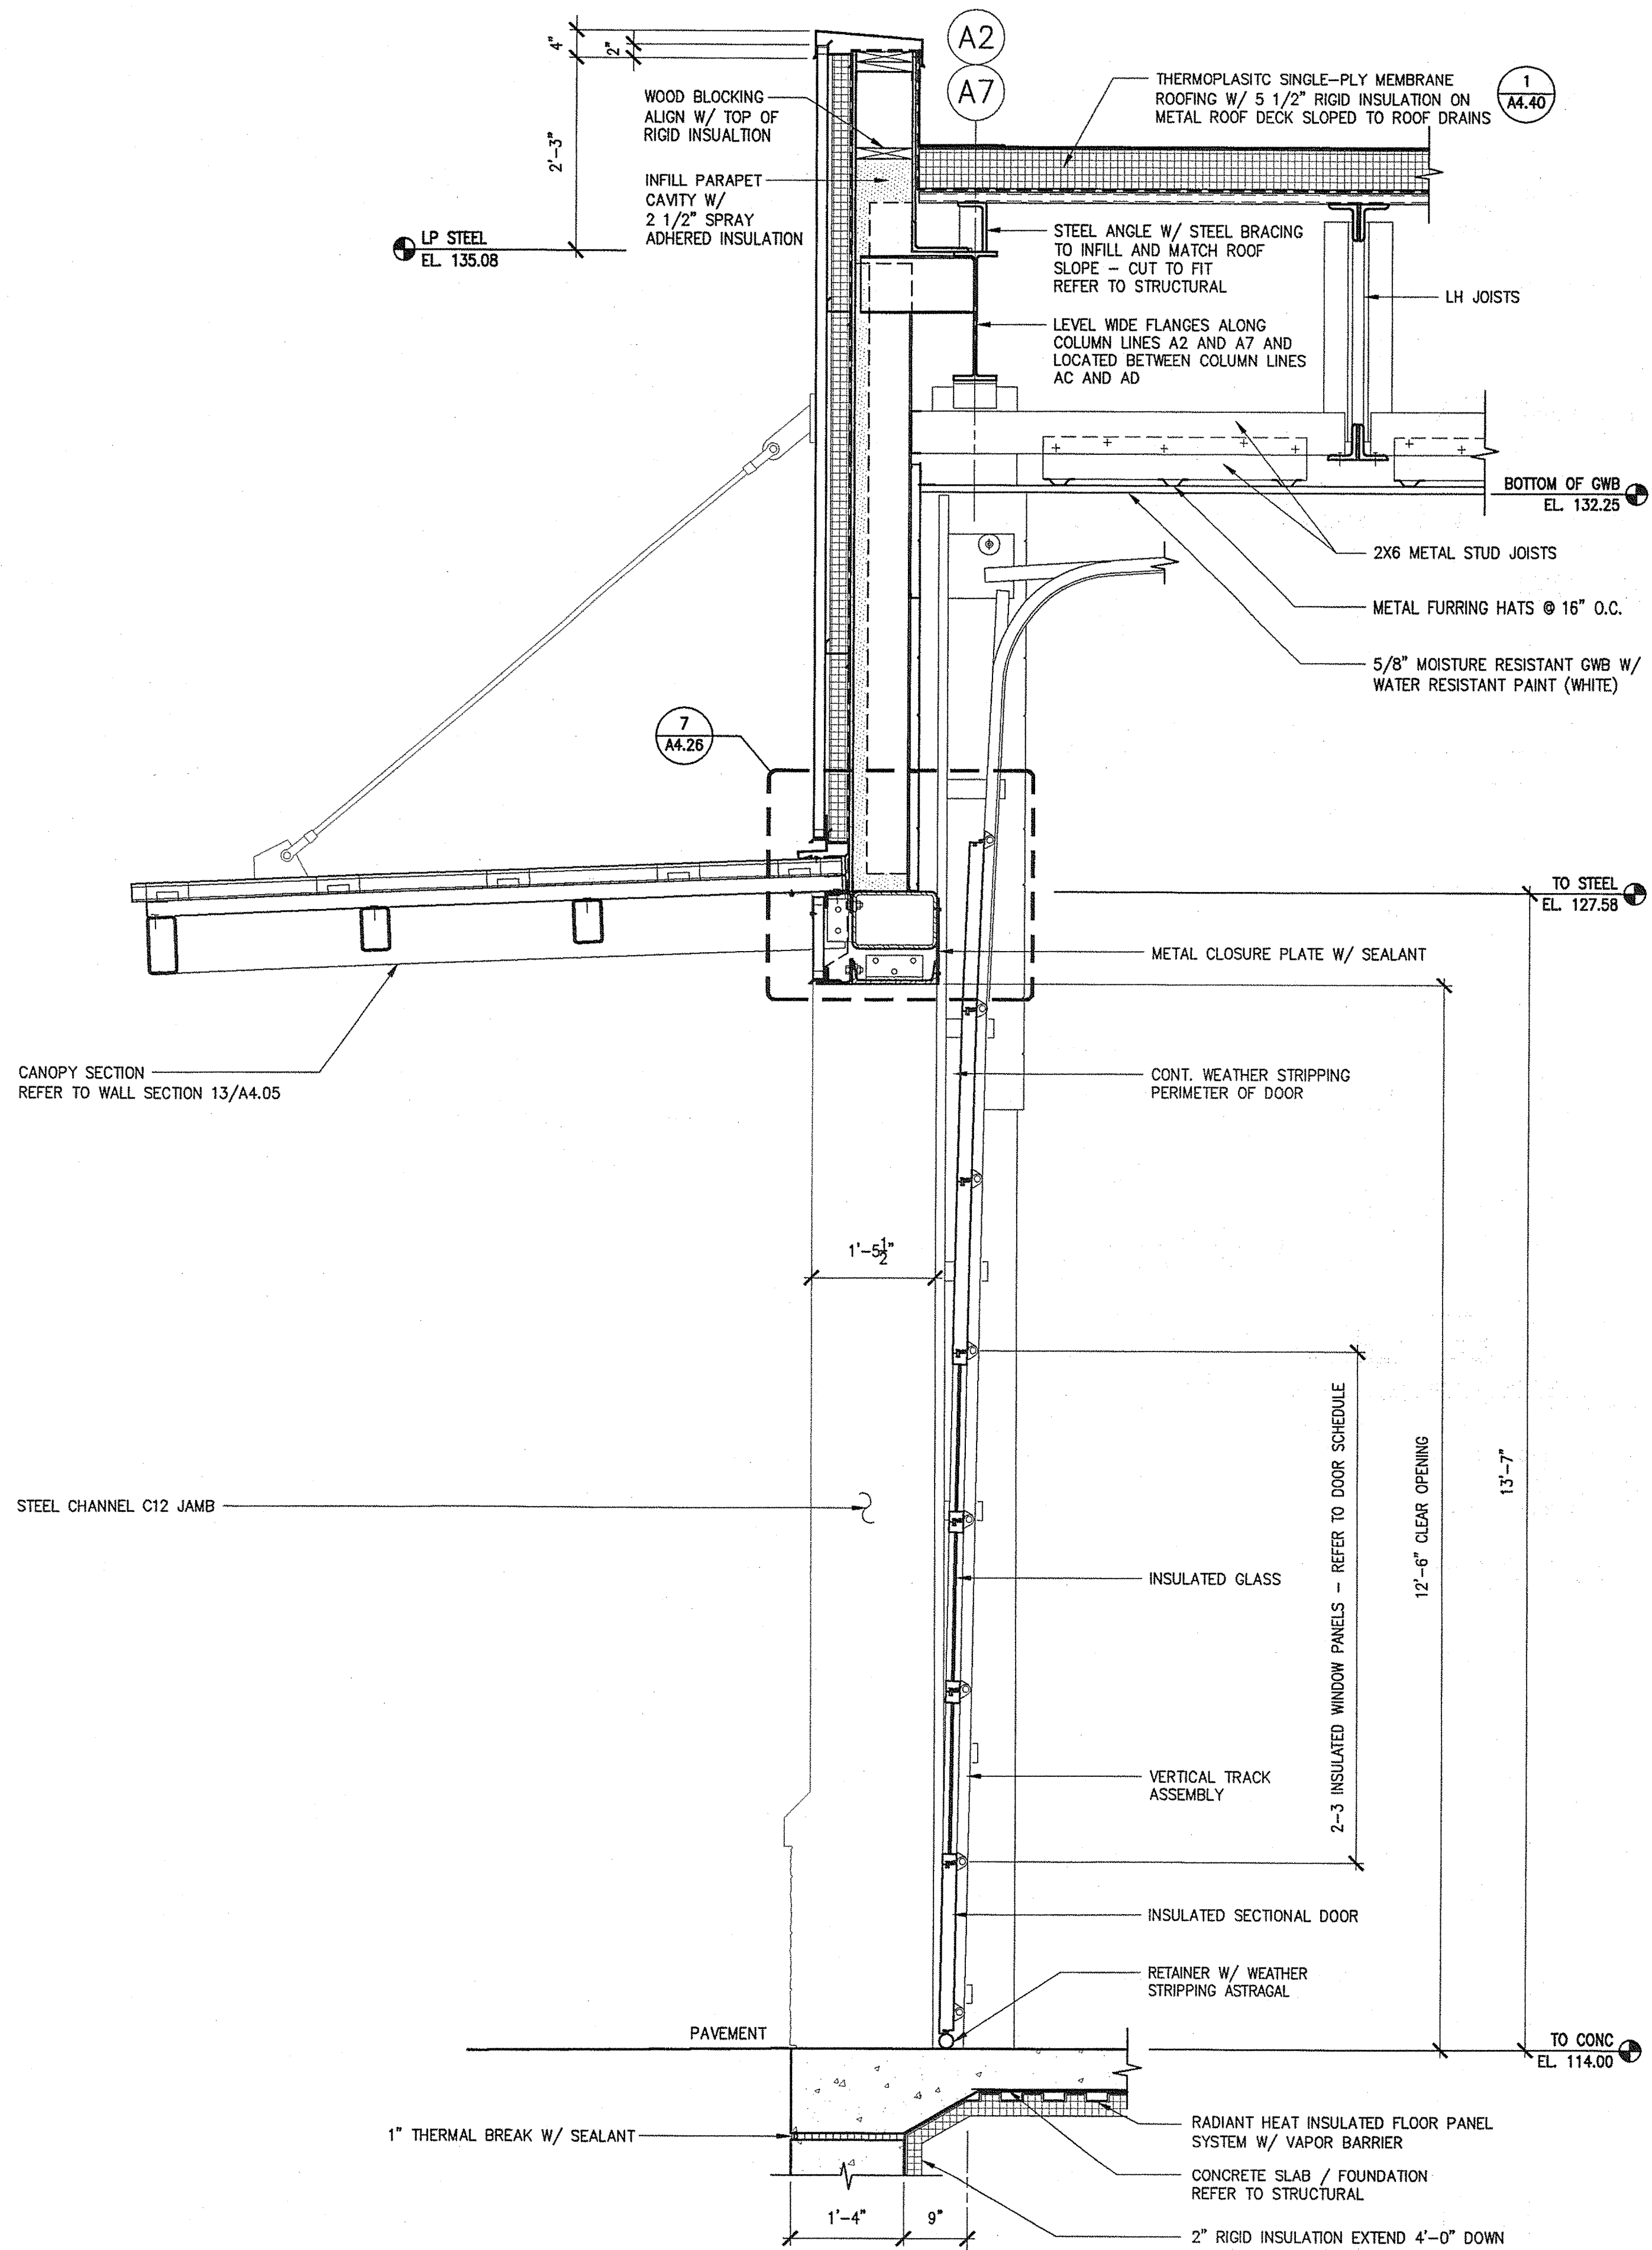 A2
A7
4"
2"
2'-3"
WOOD BLOCKING
ALIGN W/ TOP OF
RIGID INSUALTION
INFILL PARAPET
CAVITY W/
2 1/2" SPRAY
ADHERED INSULATION
THERMOPLASITC SINGLE-PLY MEMBRANE
ROOFING W/ 5 1/2" RIGID INSULATION ON
METAL ROOF DECK SLOPED TO ROOF DRAINS
1
A4.40
LP STEEL
EL. 135.08
STEEL ANGLE W/ STEEL BRACING
TO INFILL AND MATCH ROOF
SLOPE - CUT TO FIT
REFER TO STRUCTURAL
LH JOISTS
LEVEL WIDE FLANGES ALONG
COLUMN LINES A2 AND A7 AND
LOCATED BETWEEN COLUMN LINES
AC AND AD
BOTTOM OF GWB
EL. 132.25
2X6 METAL STUD JOISTS
METAL FURRING HATS @ 16" O.C.
5/8" MOISTURE RESISTANT GWB W/
WATER RESISTANT PAINT (WHITE)
7
A4.26
TO STEEL
EL. 127.58
METAL CLOSURE PLATE W/ SEALANT
CANOPY SECTION
REFER TO WALL SECTION 13/A4.05
CONT. WEATHER STRIPPING
PERIMETER OF DOOR
1'-5 1/2"
2-3 INSULATED WINDOW PANELS - REFER TO DOOR SCHEDULE
12'-6" CLEAR OPENING
13'-7"
STEEL CHANNEL C12 JAMB
INSULATED GLASS
VERTICAL TRACK
ASSEMBLY
INSULATED SECTIONAL DOOR
RETAINER W/ WEATHER
STRIPPING ASTRAGAL
PAVEMENT
TO CONC
EL. 114.00
1" THERMAL BREAK W/ SEALANT
RADIANT HEAT INSULATED FLOOR PANEL
SYSTEM W/ VAPOR BARRIER
CONCRETE SLAB / FOUNDATION
REFER TO STRUCTURAL
1'-4"
9"
2" RIGID INSULATION EXTEND 4'-0" DOWN